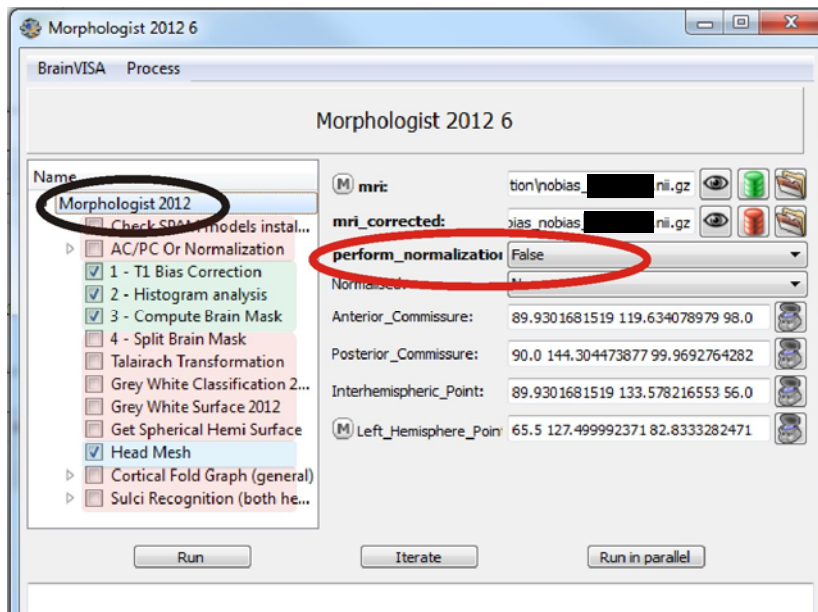 Morphologist 2012 6
BrainVISA Process
Morphologist 2012 6
Name
Morphologist 2012
Check SPAM models instal...
AC/PC Or Normalization
1 - T1 Bias Correction
2 - Histogram analysis
3 - Compute Brain Mask
4 - Split Brain Mask
Talairach Transformation
Grey White Classification 2...
Grey White Surface 2012
Get Spherical Hemi Surface
Head Mesh
Cortical Fold Graph (general)
Sulci Recognition (both he...
M mri: tion\nobias_ .nii.gz
mri_corrected: bias_nobias_ .nii.gz
perform_normalization False
Normalised:
Anterior_Commissure: 89.9301681519 119.634078979 98.0
Posterior_Commissure: 90.0 144.304473877 99.9692764282
Interhemispheric_Point: 89.9301681519 133.578216553 56.0
M Left_Hemisphere_Poin 65.5 127.499992371 82.8333282471
Run Iterate Run in parallel